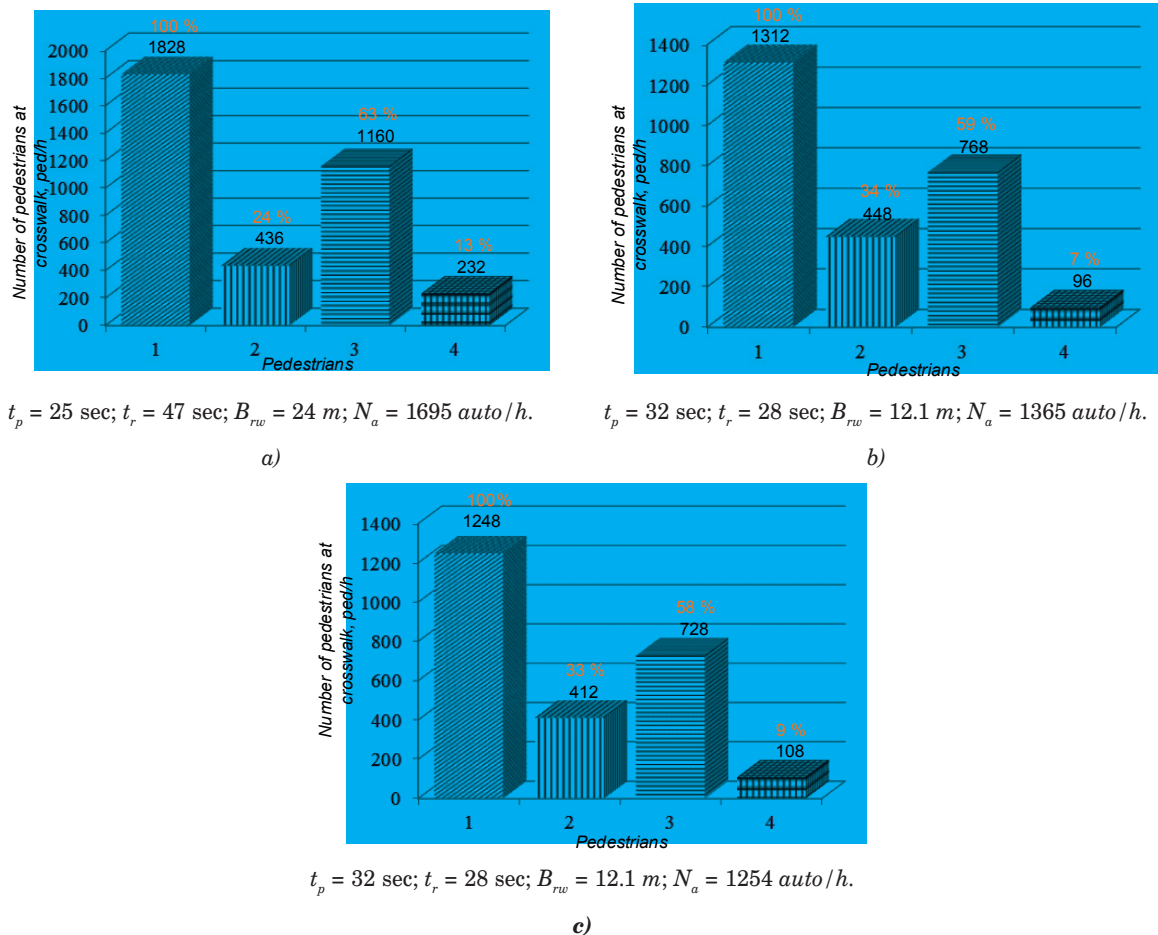 100 %
1828
63 %
1160
24 %
436
13 %
232
2000
1800
1600
1400
1200
1000
800
600
400
200
0
Number of pedestrians at
crosswalk, ped/h
1 2 3 4
Pedestrians
t_p = 25 sec; t_r = 47 sec; B_rw = 24 m; N_a = 1695 auto/h.
a)
100 %
1312
59 %
768
34 %
448
7 %
96
1400
1200
1000
800
600
400
200
0
Number of pedestrians at
crosswalk, ped/h
1 2 3 4
Pedestrians
t_p = 32 sec; t_r = 28 sec; B_rw = 12.1 m; N_a = 1365 auto/h.
b)
100%
1248
58 %
728
33 %
412
9 %
108
1400
1200
1000
800
600
400
200
0
Number of pedestrians at
crosswalk, ped/h
1 2 3 4
Pedestrians
t_p = 32 sec; t_r = 28 sec; B_rw = 12.1 m; N_a = 1254 auto/h.
c)